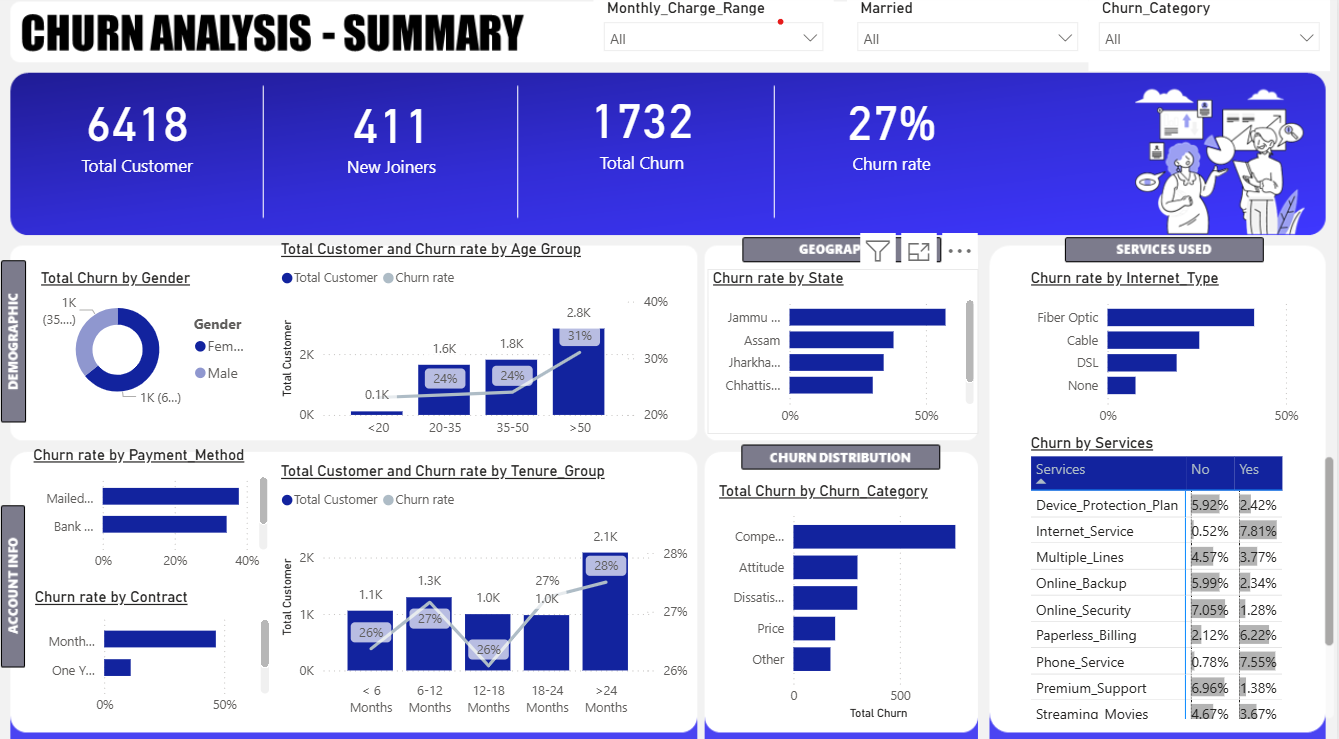 CHURN ANALYSIS - SUMMARY
Monthly_Charge_Range
All
Married
All
Churn_Category
All
6418
Total Customer
411
New Joiners
1732
Total Churn
27%
Churn rate
DEMOGRAPHIC
Total Churn by Gender
1K
(35....)
1K (6...)
Gender
Fem...
Male
Total Customer and Churn rate by Age Group
Total Customer Churn rate
Total Customer
2K
0K
0.1K
1.6K
1.8K
2.8K
24%
24%
31%
40%
30%
20%
<20
20-35
35-50
>50
GEOGRAP
Churn rate by State
Jammu ...
Assam
Jharkha...
Chhattis...
0%
50%
SERVICES USED
Churn rate by Internet_Type
Fiber Optic
Cable
DSL
None
0%
50%
Churn by Services
Services No Yes
Device_Protection_Plan 5.92% 2.42%
Internet_Service 0.52% 7.81%
Multiple_Lines 4.57% 3.77%
Online_Backup 5.99% 2.34%
Online_Security 7.05% 1.28%
Paperless_Billing 2.12% 6.22%
Phone_Service 0.78% 7.55%
Premium_Support 6.96% 1.38%
Streaming_Movies 4.67% 3.67%
ACCOUNT INFO
Churn rate by Payment_Method
Mailed...
Bank ...
0%
20%
40%
Churn rate by Contract
Month...
One Y...
0%
50%
Total Customer and Churn rate by Tenure_Group
Total Customer Churn rate
Total Customer
2K
1K
0K
1.1K
1.3K
1.0K
1.0K
2.1K
26%
27%
26%
27%
28%
28%
27%
26%
< 6
Months
6-12
Months
12-18
Months
18-24
Months
>24
Months
CHURN DISTRIBUTION
Total Churn by Churn_Category
Compe...
Attitude
Dissatis...
Price
Other
0
500
Total Churn